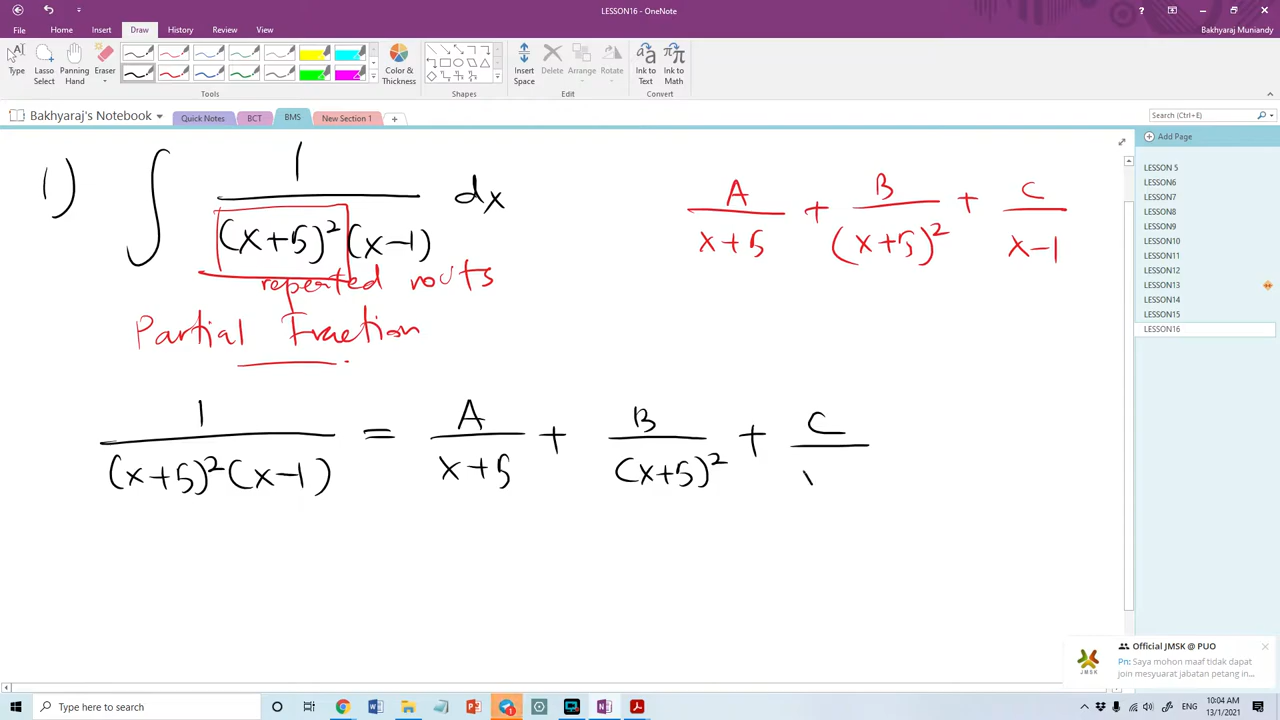 LESSON16 - OneNote
Bakhyaraj Muniandy
File Home Insert Draw History Review View
Type Lasso Select Panning Hand Eraser Color & Thickness Insert Space Delete Arrange Rotate Ink to Text Ink to Math
Tools Shapes Edit Convert
Bakhyaraj's Notebook Quick Notes BCT BMS New Section 1 Search (Ctrl+E)
Add Page
LESSON 5
LESSON6
LESSON7
LESSON8
LESSON9
LESSON10
LESSON11
LESSON12
LESSON13
LESSON14
LESSON15
LESSON16
1) ∫ 1/((x+5)²(x−1)) dx
A/(x+5) + B/(x+5)² + C/(x−1)
repeated roots
Partial Fraction
1/((x+5)²(x−1)) = A/(x+5) + B/(x+5)² + C/
Official JMSK @ PUO
Pn: Saya mohon maaf tidak dapat
join mesyuarat jabatan petang in...
JMSK
Type here to search
10:04 AM
13/1/2021